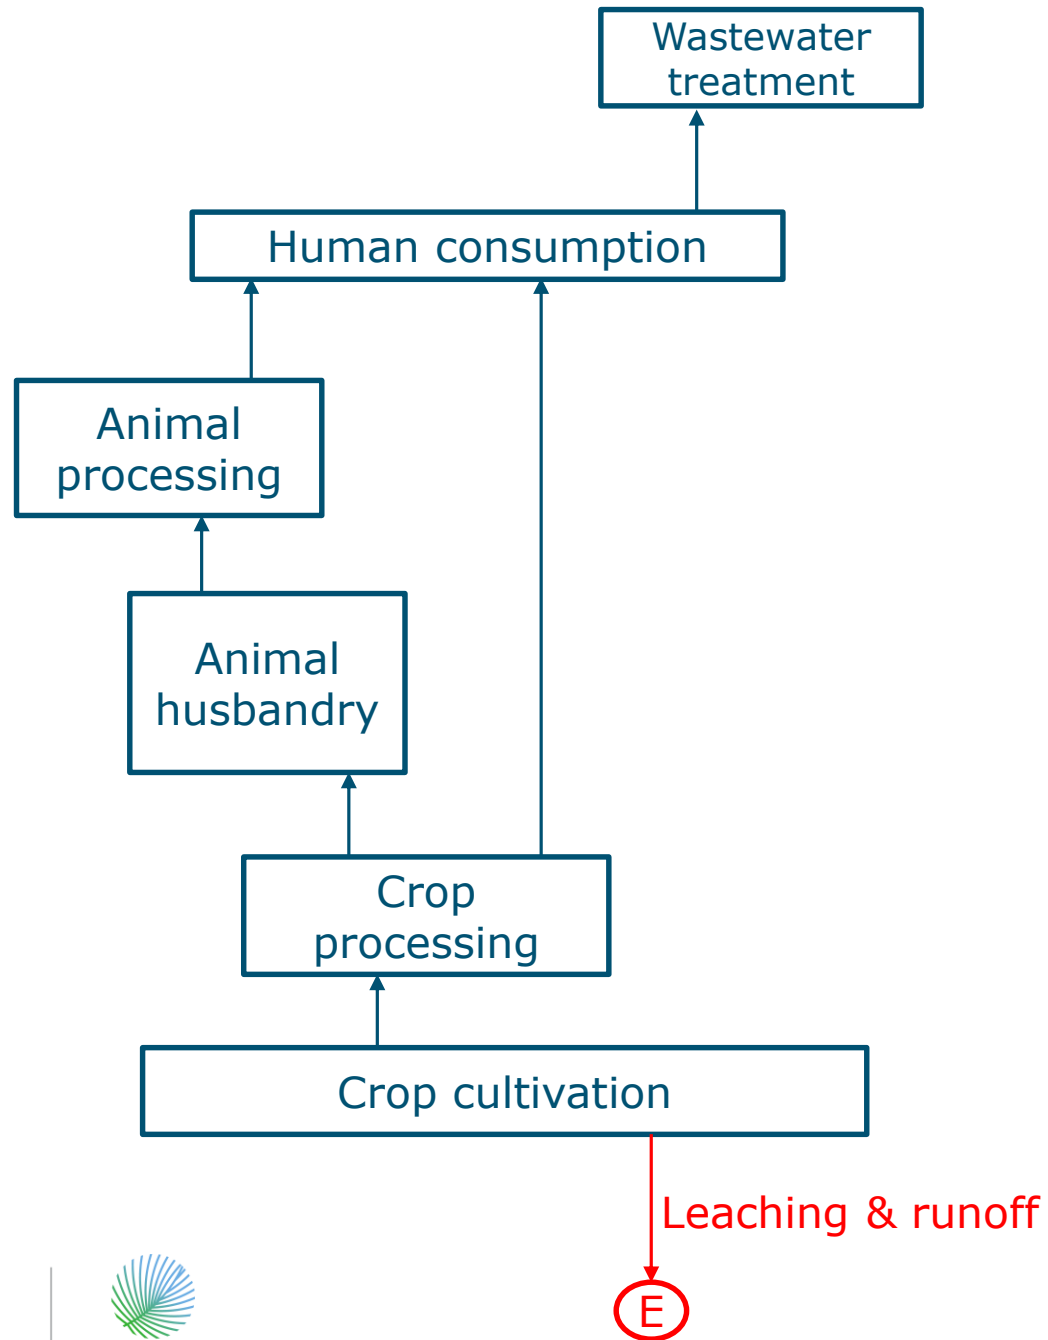 Wastewater
treatment
Human consumption
Animal
processing
Animal
husbandry
Crop
processing
Crop cultivation
Leaching & runoff
E